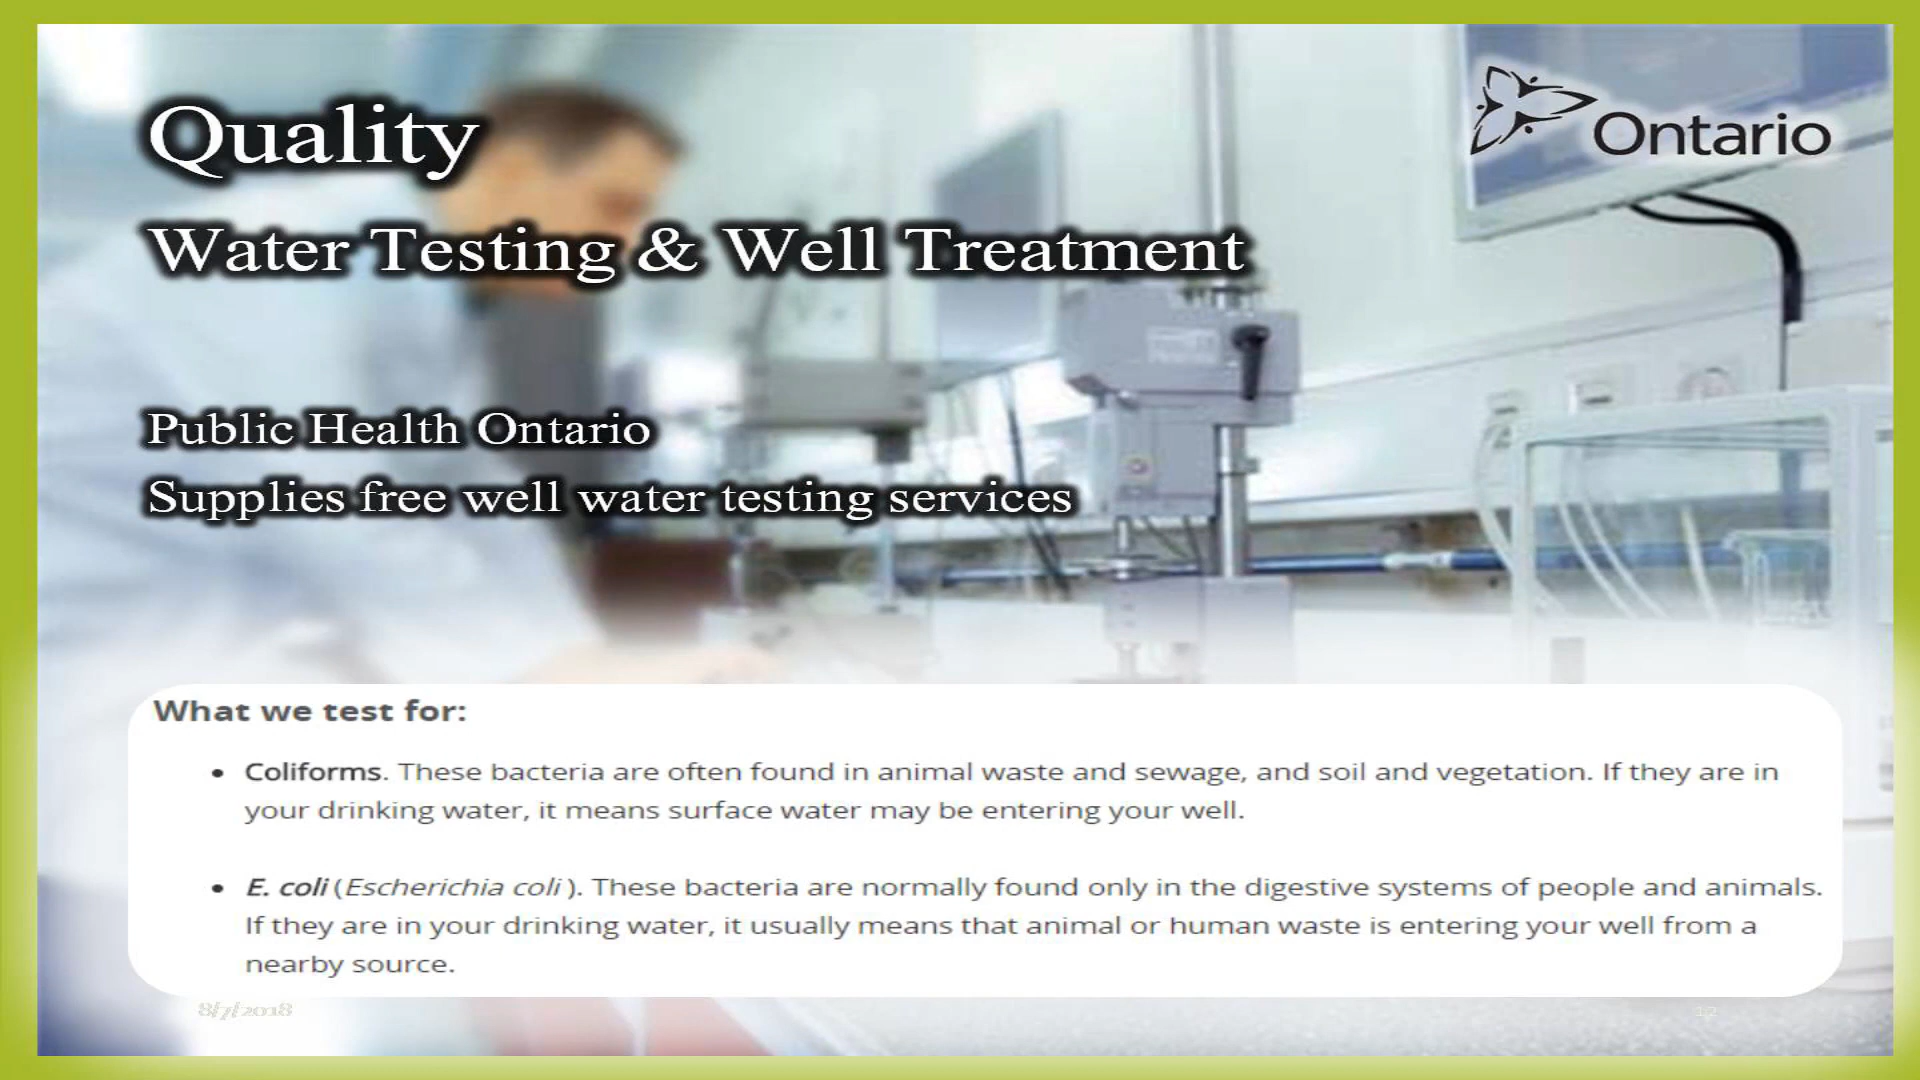 Quality
Ontario
Water Testing & Well Treatment
Public Health Ontario
Supplies free well water testing services
What we test for:
• Coliforms. These bacteria are often found in animal waste and sewage, and soil and vegetation. If they are in
your drinking water, it means surface water may be entering your well.
• E. coli (Escherichia coli ). These bacteria are normally found only in the digestive systems of people and animals.
If they are in your drinking water, it usually means that animal or human waste is entering your well from a
nearby source.
8/7/2018
12